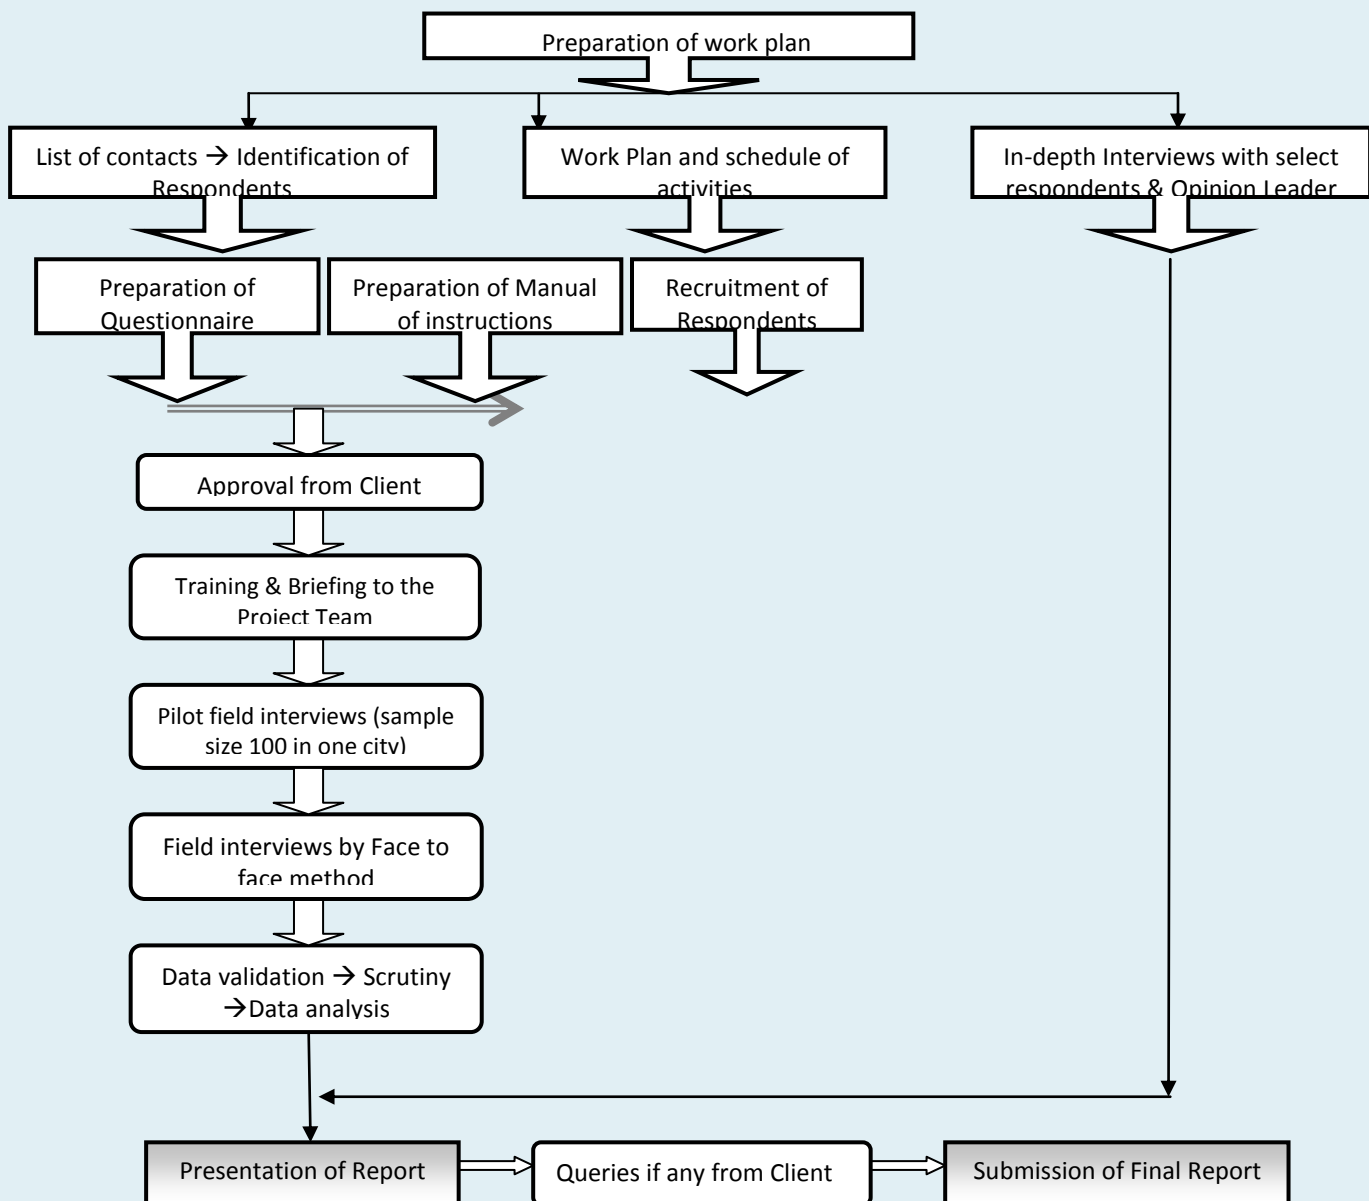 Preparation of work plan
List of contacts → Identification of
Respondents
Work Plan and schedule of
activities
In-depth Interviews with select
respondents & Opinion Leader
Preparation of
Questionnaire
Preparation of Manual
of instructions
Recruitment of
Respondents
Approval from Client
Training & Briefing to the
Project Team
Pilot field interviews (sample
size 100 in one city)
Field interviews by Face to
face method
Data validation → Scrutiny
→Data analysis
Presentation of Report
Queries if any from Client
Submission of Final Report